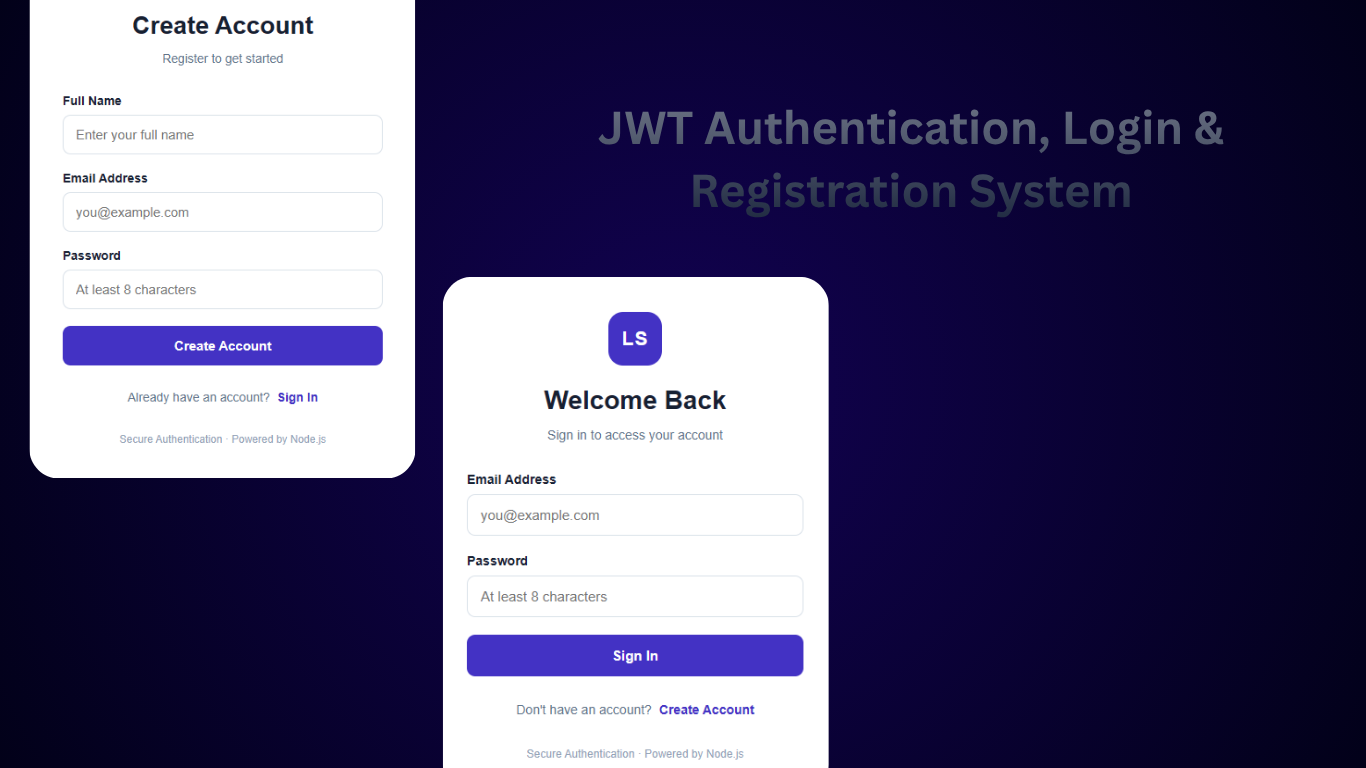 Create Account
Register to get started
Full Name
Enter your full name
Email Address
you@example.com
Password
At least 8 characters
Create Account
Already have an account? Sign In
Secure Authentication · Powered by Node.js
JWT Authentication, Login &
Registration System
LS
Welcome Back
Sign in to access your account
Email Address
you@example.com
Password
At least 8 characters
Sign In
Don't have an account? Create Account
Secure Authentication · Powered by Node.js